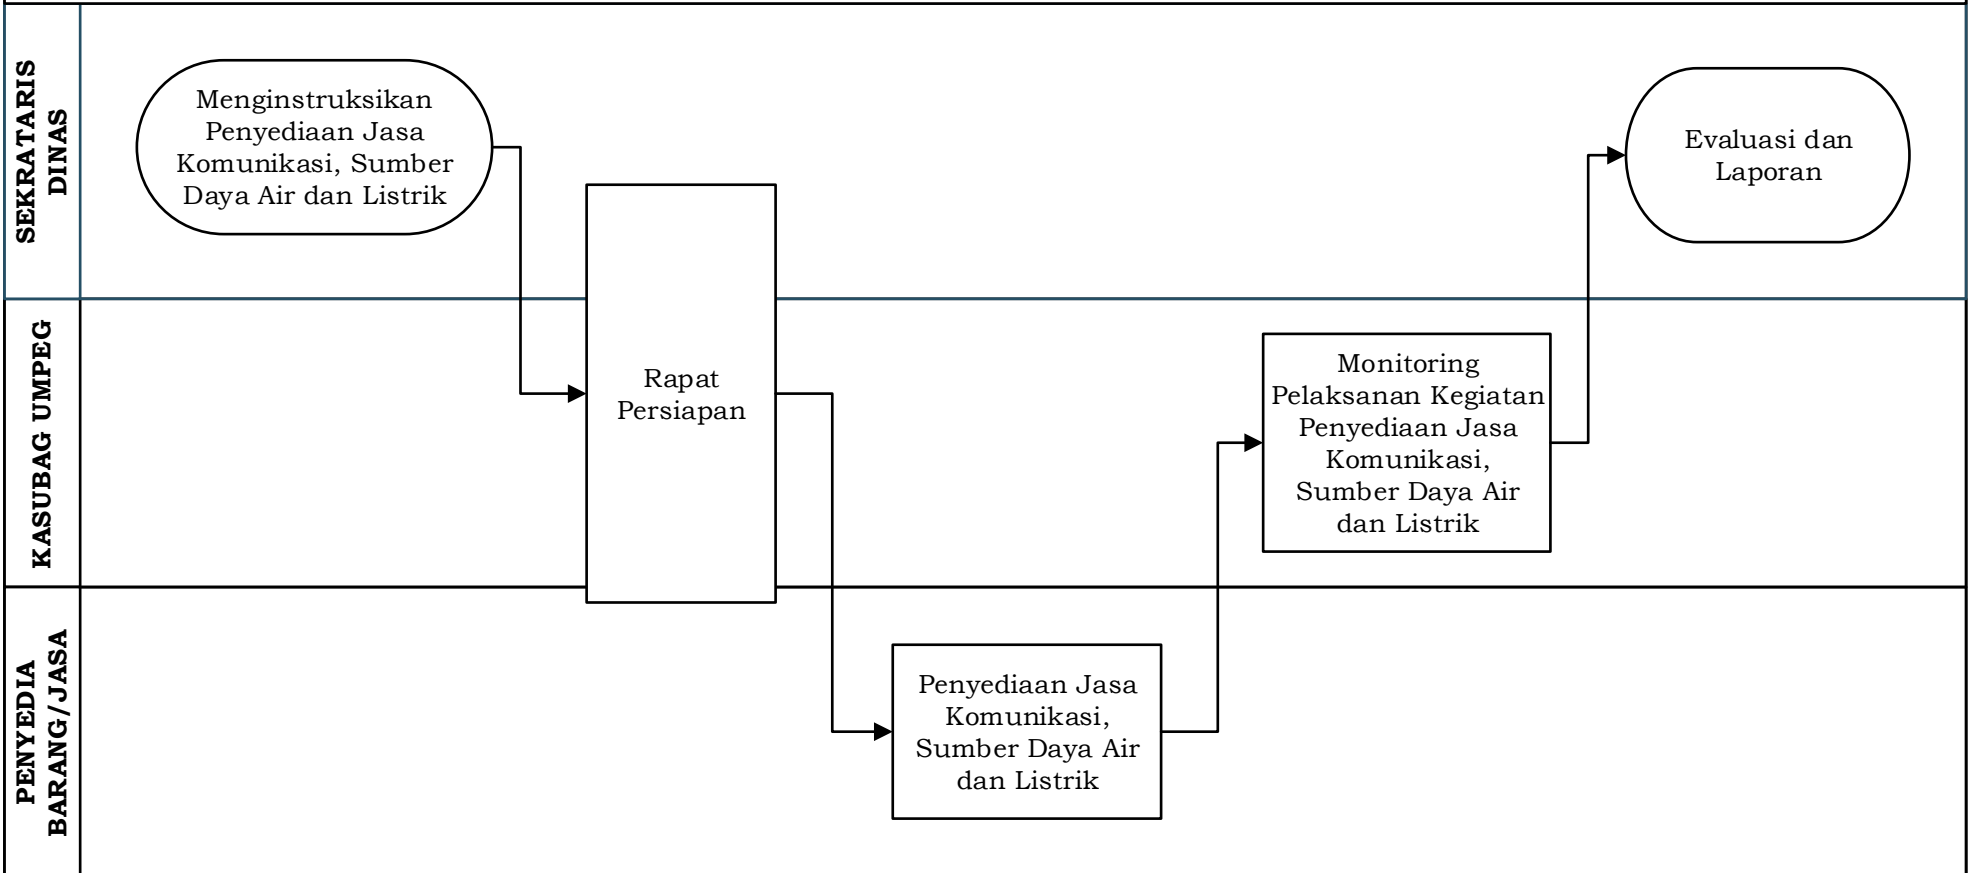 SEKRATARIS
DINAS
Menginstruksikan
Penyediaan Jasa
Komunikasi, Sumber
Daya Air dan Listrik
Evaluasi dan
Laporan
KASUBAG UMPEG
Rapat
Persiapan
Monitoring
Pelaksanan Kegiatan
Penyediaan Jasa
Komunikasi,
Sumber Daya Air
dan Listrik
PENYEDIA
BARANG/JASA
Penyediaan Jasa
Komunikasi,
Sumber Daya Air
dan Listrik